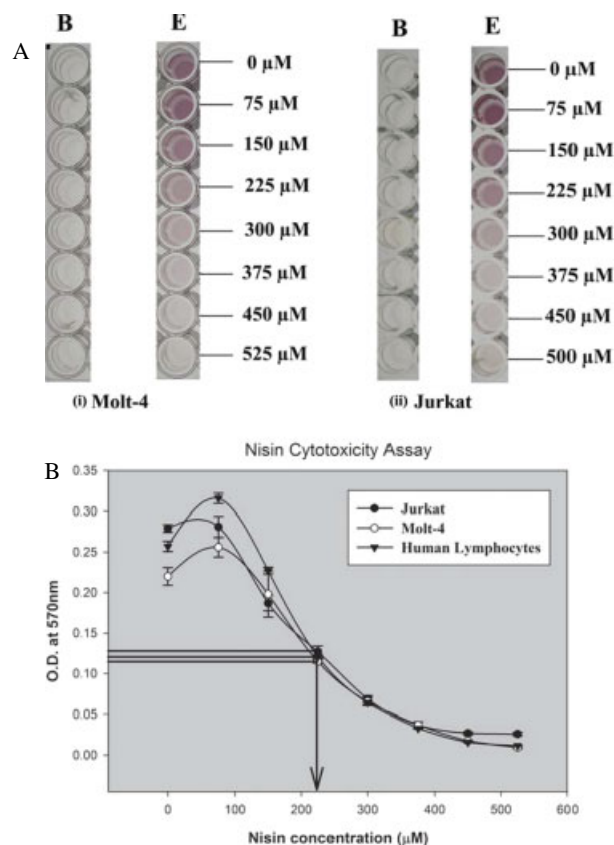 A
B E
0 µM
75 µM
150 µM
225 µM
300 µM
375 µM
450 µM
525 µM
(i) Molt-4
B E
0 µM
75 µM
150 µM
225 µM
300 µM
375 µM
450 µM
500 µM
(ii) Jurkat
B
Nisin Cytotoxicity Assay
Jurkat
Molt-4
Human Lymphocytes
O.D. at 570nm
0.35
0.30
0.25
0.20
0.15
0.10
0.05
0.00
0 100 200 300 400 500 600
Nisin concentration (µM)